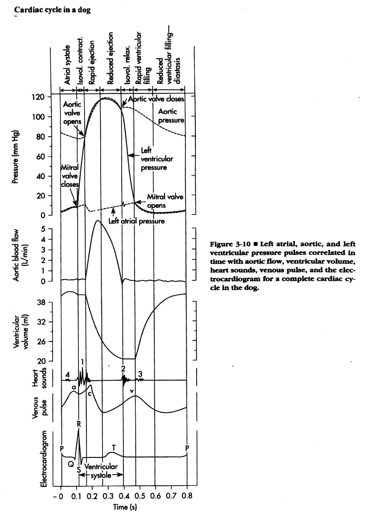 Cardiac cycle in a dog
Atrial systole
Isovol. contract.
Rapid ejection
Reduced ejection
Isovol. relax.
Rapid ventricular
filling
Reduced
ventricular filling—
diastasis
120
100
80
60
40
20
0
Pressure (mm Hg)
Aortic
valve
opens
Aortic valve closes
Aortic
pressure
Left
ventricular
pressure
Mitral
valve
closes
Mitral valve
opens
Left atrial pressure
5
4
3
2
1
0
Aortic blood flow
(L/min)
38
32
26
20
Ventricular
volume (ml)
Heart
sounds
4
1
2
3
Venous
pulse
a
c
v
Electrocardiogram
P
Q
R
S
T
P
Ventricular
systole
0 0.1 0.2 0.3 0.4 0.5 0.6 0.7 0.8
Time (s)
Figure 3-10 ■ Left atrial, aortic, and left
ventricular pressure pulses correlated in
time with aortic flow, ventricular volume,
heart sounds, venous pulse, and the elec-
trocardiogram for a complete cardiac cy-
cle in the dog.